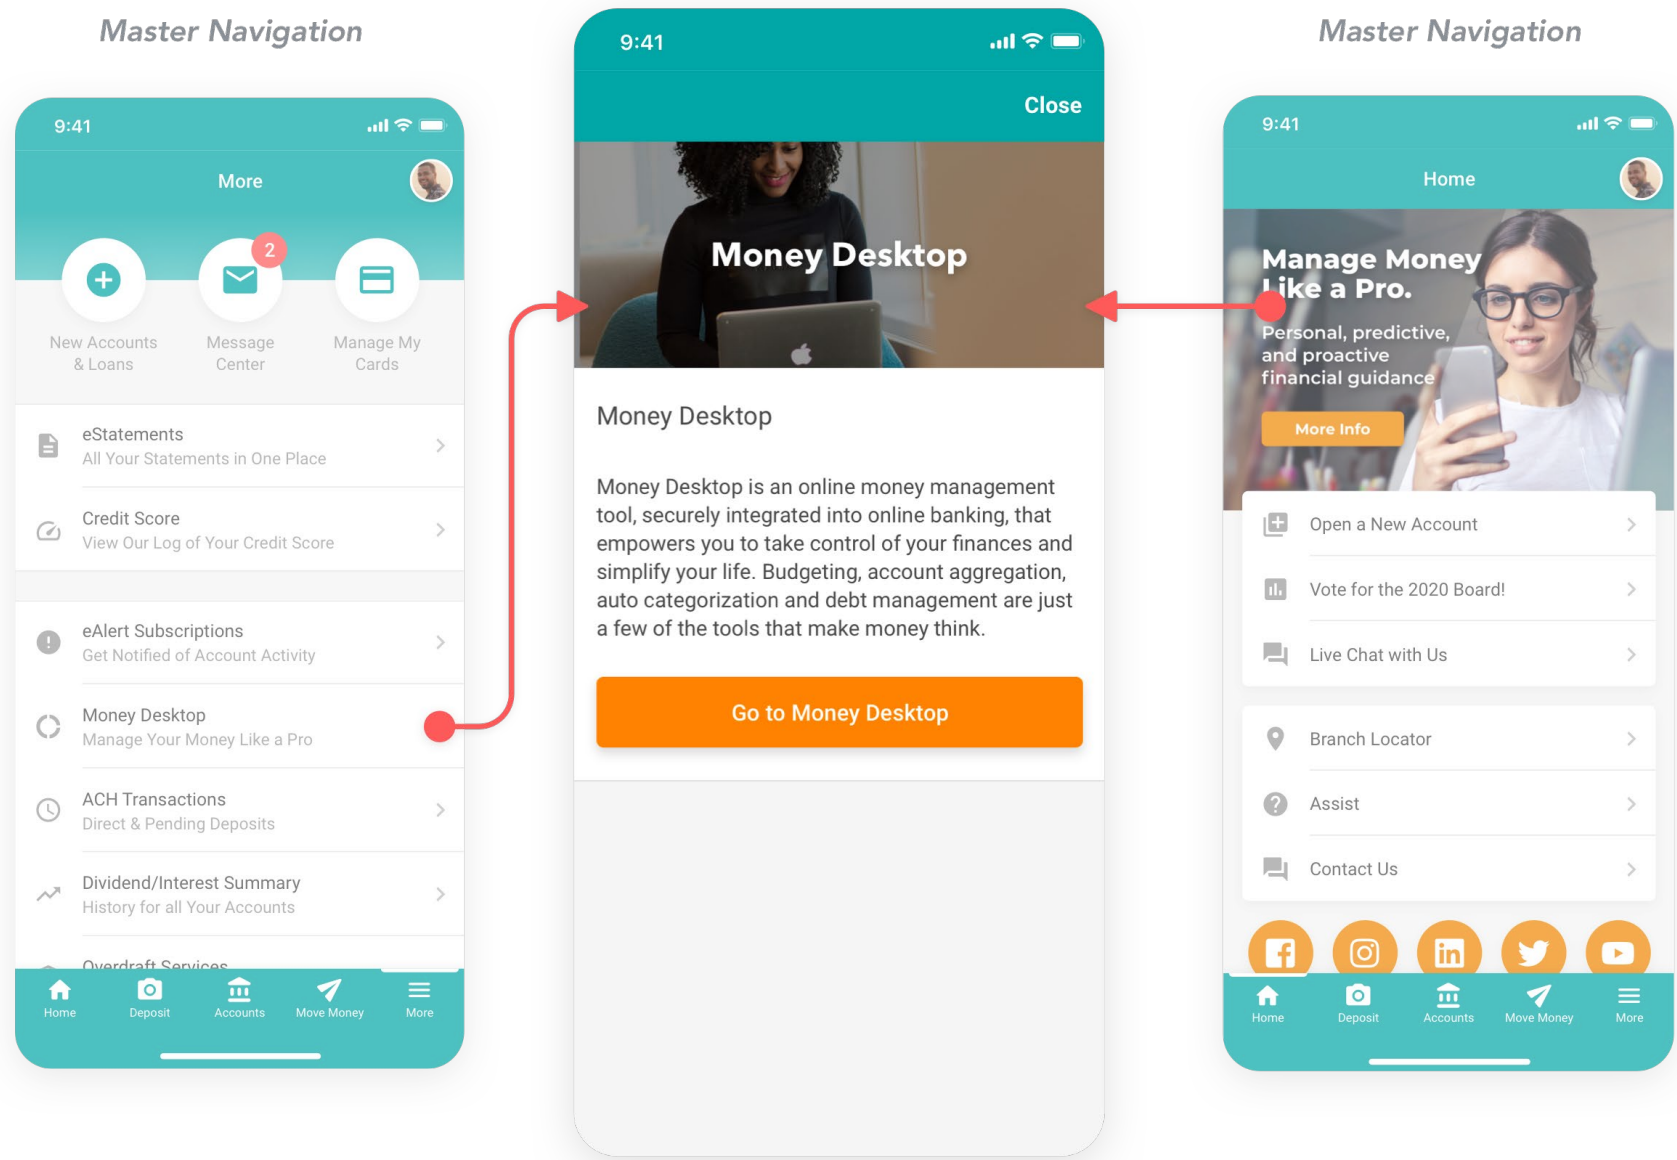 Master Navigation
9:41
More
2
New Accounts
& Loans
Message
Center
Manage My
Cards
eStatements
All Your Statements in One Place
Credit Score
View Our Log of Your Credit Score
eAlert Subscriptions
Get Notified of Account Activity
Money Desktop
Manage Your Money Like a Pro
ACH Transactions
Direct & Pending Deposits
Dividend/Interest Summary
History for all Your Accounts
Overdraft Services
Home
Deposit
Accounts
Move Money
More
9:41
Close
Money Desktop
Money Desktop
Money Desktop is an online money management
tool, securely integrated into online banking, that
empowers you to take control of your finances and
simplify your life. Budgeting, account aggregation,
auto categorization and debt management are just
a few of the tools that make money think.
Go to Money Desktop
Master Navigation
9:41
Home
Manage Money
Like a Pro.
Personal, predictive,
and proactive
financial guidance
More Info
Open a New Account
Vote for the 2020 Board!
Live Chat with Us
Branch Locator
Assist
Contact Us
in
Home
Deposit
Accounts
Move Money
More